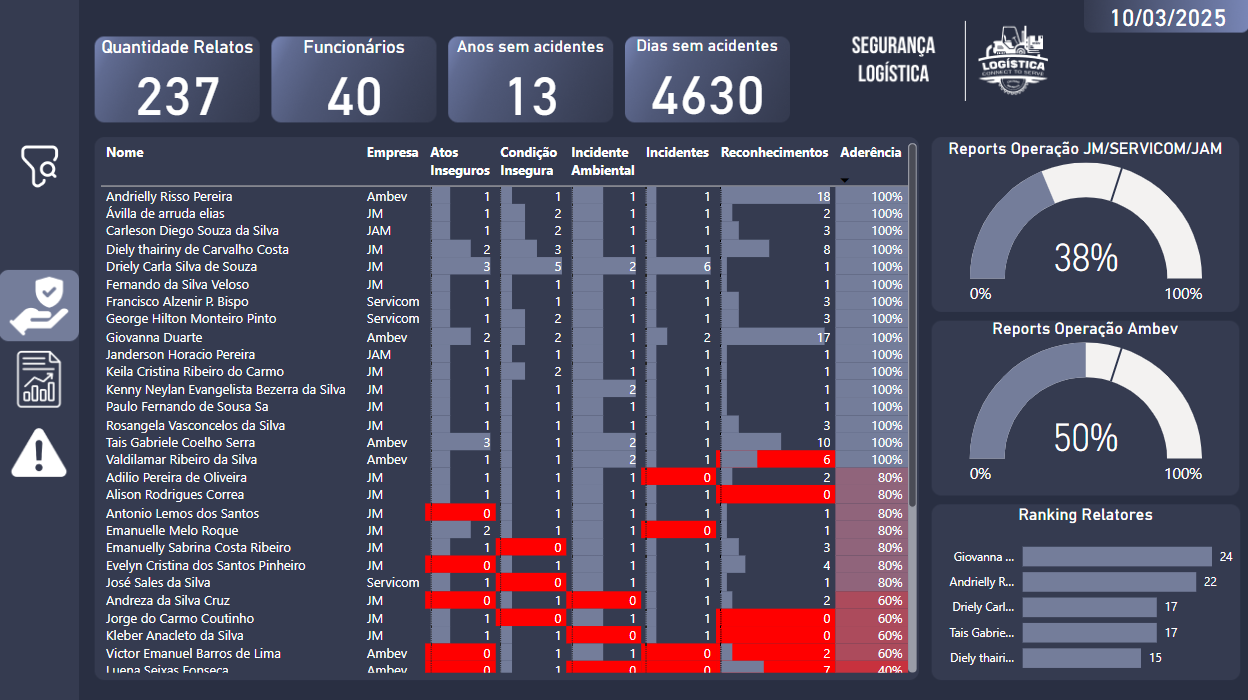 10/03/2025
Quantidade Relatos
237
Funcionários
40
Anos sem acidentes
13
Dias sem acidentes
4630
SEGURANÇA
LOGÍSTICA
LOGÍSTICA
CONNECT TO SERVE
Nome Empresa Atos Inseguros Condição Insegura Incidente Ambiental Incidentes Reconhecimentos Aderência
Andrielly Risso Pereira Ambev 1 1 1 1 18 100%
Ávilla de arruda elias JM 1 2 1 1 2 100%
Carleson Diego Souza da Silva JAM 1 2 1 1 3 100%
Diely thairiny de Carvalho Costa JM 2 3 1 1 8 100%
Driely Carla Silva de Souza JM 3 5 2 6 1 100%
Fernando da Silva Veloso JM 1 1 1 1 1 100%
Francisco Alzenir P. Bispo Servicom 1 1 1 1 3 100%
George Hilton Monteiro Pinto Servicom 1 2 1 1 3 100%
Giovanna Duarte Ambev 2 2 1 2 17 100%
Janderson Horacio Pereira JAM 1 1 1 1 1 100%
Keila Cristina Ribeiro do Carmo JM 1 2 1 1 1 100%
Kenny Neylan Evangelista Bezerra da Silva JM 1 1 2 1 1 100%
Paulo Fernando de Sousa Sa JM 1 1 1 1 1 100%
Rosangela Vasconcelos da Silva JM 1 1 1 1 3 100%
Tais Gabriele Coelho Serra Ambev 3 1 2 1 10 100%
Valdilamar Ribeiro da Silva Ambev 1 1 2 1 6 100%
Adilio Pereira de Oliveira JM 1 1 1 0 2 80%
Alison Rodrigues Correa JM 1 1 1 1 0 80%
Antonio Lemos dos Santos JM 0 1 1 1 1 80%
Emanuelle Melo Roque JM 2 1 1 0 1 80%
Emanuelly Sabrina Costa Ribeiro JM 1 0 1 1 3 80%
Evelyn Cristina dos Santos Pinheiro JM 0 1 1 1 4 80%
José Sales da Silva Servicom 1 0 1 1 1 80%
Andreza da Silva Cruz JM 0 1 0 1 2 60%
Jorge do Carmo Coutinho JM 1 0 1 1 0 60%
Kleber Anacleto da Silva JM 1 1 0 1 0 60%
Victor Emanuel Barros de Lima Ambev 0 1 1 0 2 60%
Luena Seixas Fonseca Ambev 0 1 0 0 7 40%
Reports Operação JM/SERVICOM/JAM
38%
0% 100%
Reports Operação Ambev
50%
0% 100%
Ranking Relatores
Giovanna ... 24
Andrielly R... 22
Driely Carl... 17
Tais Gabrie... 17
Diely thairi... 15